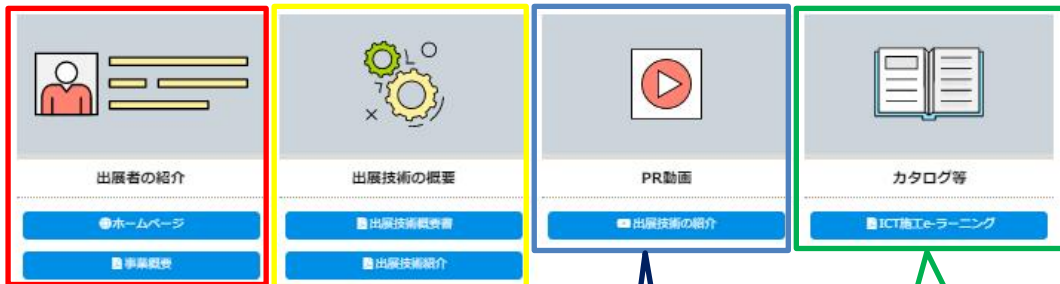 出展者の紹介
ホームページ
事業概要
出展技術の概要
出展技術概要書
出展技術紹介
PR動画
出展技術の紹介
カタログ等
ICT施工e-ラーニング